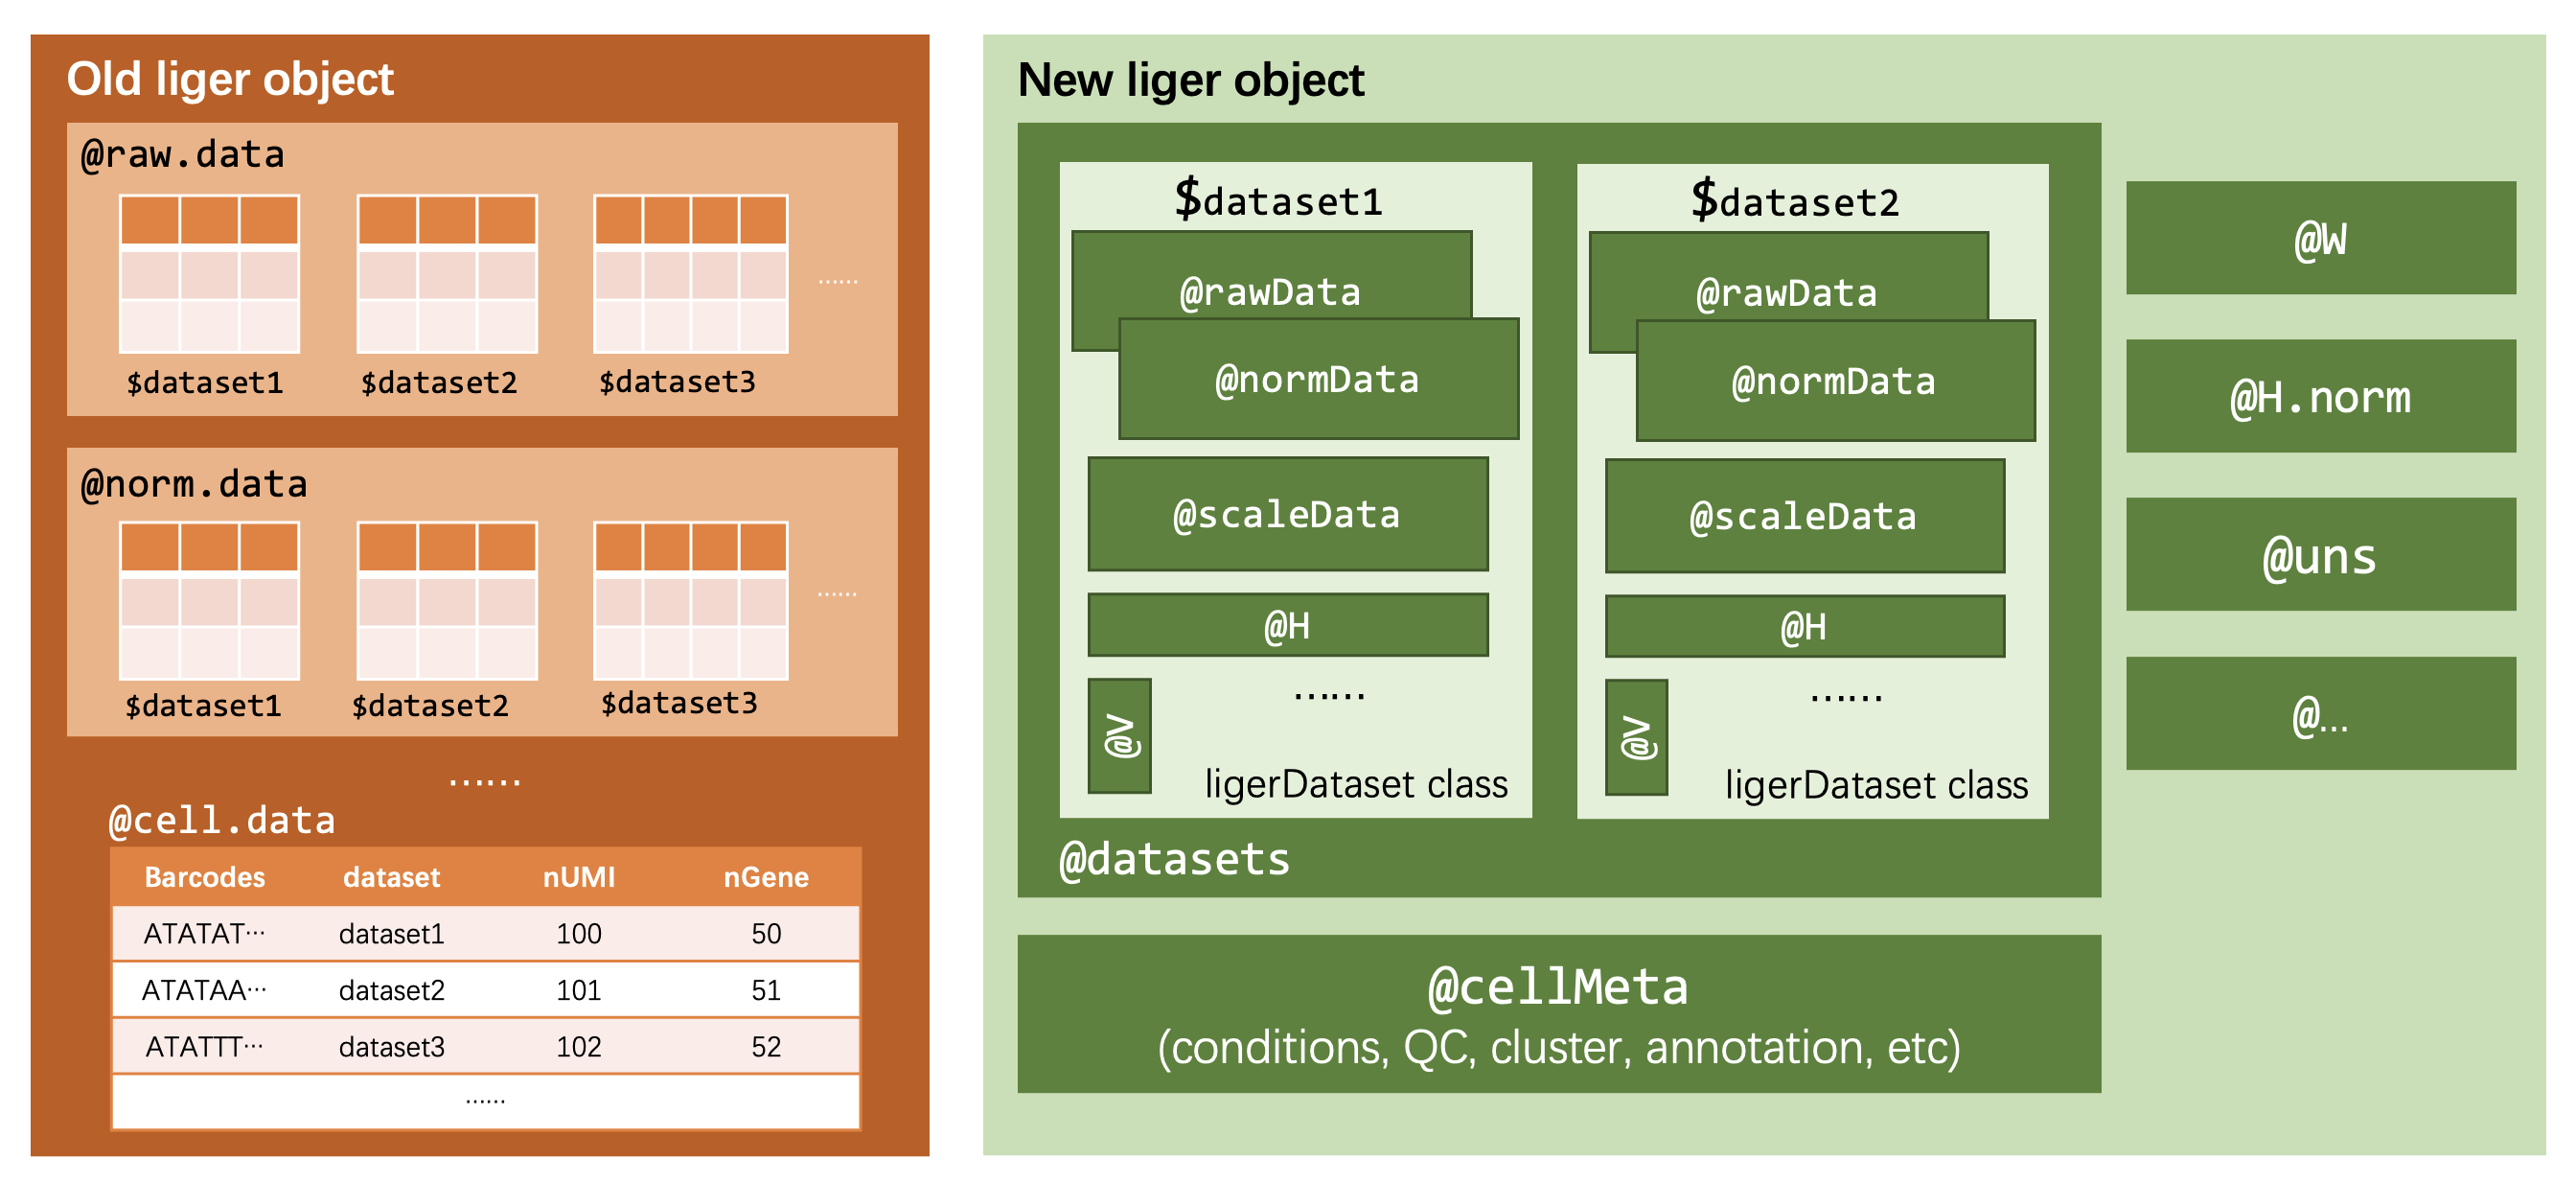 Old liger object
@raw.data
……
$dataset1 $dataset2 $dataset3
@norm.data
……
$dataset1 $dataset2 $dataset3
……
@cell.data
Barcodes dataset nUMI nGene
ATATAT… dataset1 100 50
ATATAA… dataset2 101 51
ATATTT… dataset3 102 52
……
New liger object
$dataset1
@rawData
@normData
@scaleData
@H
……
@V
ligerDataset class
$dataset2
@rawData
@normData
@scaleData
@H
……
@V
ligerDataset class
@datasets
@cellMeta
(conditions, QC, cluster, annotation, etc)
@W
@H.norm
@uns
@…